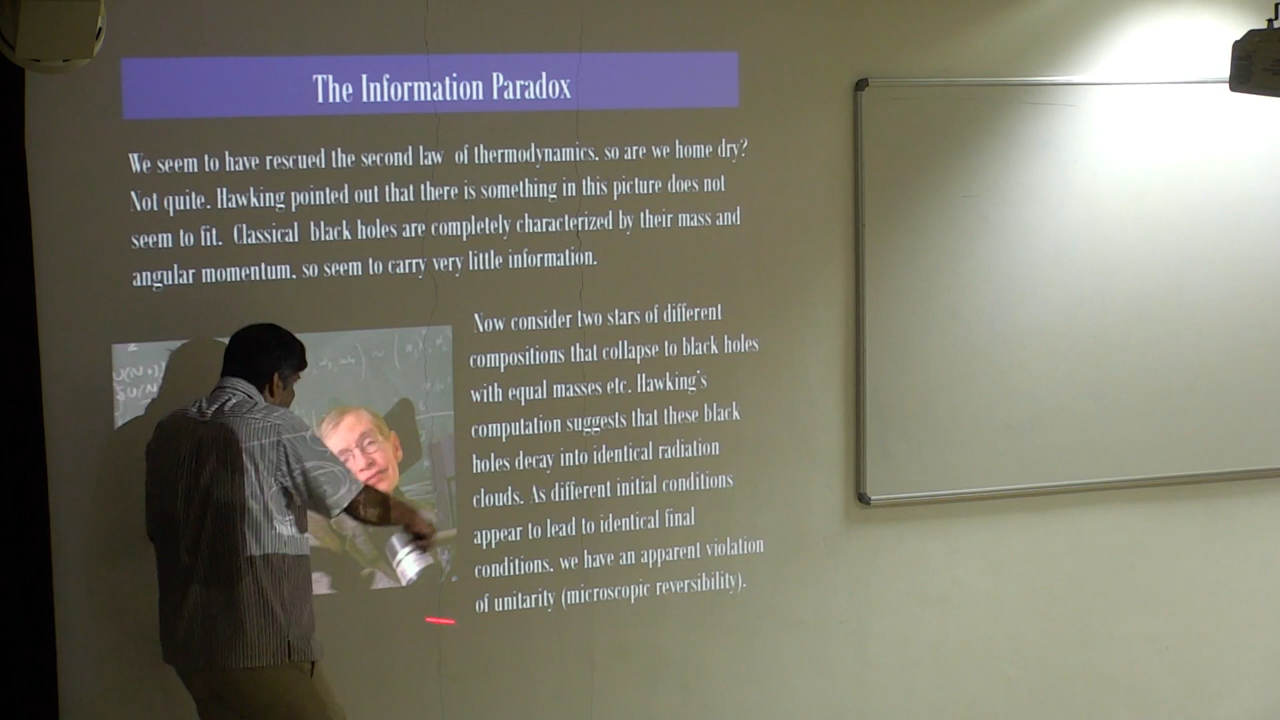 The Information Paradox
We seem to have rescued the second law of thermodynamics, so are we home dry?
Not quite. Hawking pointed out that there is something in this picture does not
seem to fit. Classical black holes are completely characterized by their mass and
angular momentum, so seem to carry very little information.
Now consider two stars of different
compositions that collapse to black holes
with equal masses etc. Hawking's
computation suggests that these black
holes decay into identical radiation
clouds. As different initial conditions
appear to lead to identical final
conditions, we have an apparent violation
of unitarity (microscopic reversibility).